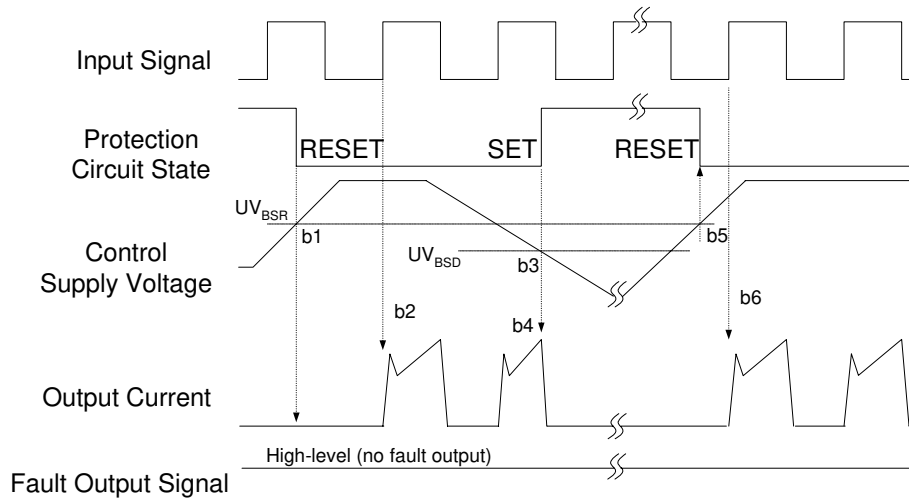 Input Signal
Protection
Circuit State
RESET
SET
RESET
UV_BSR
b1
b5
Control
Supply Voltage
UV_BSD
b3
b2
b4
b6
Output Current
High-level (no fault output)
Fault Output Signal